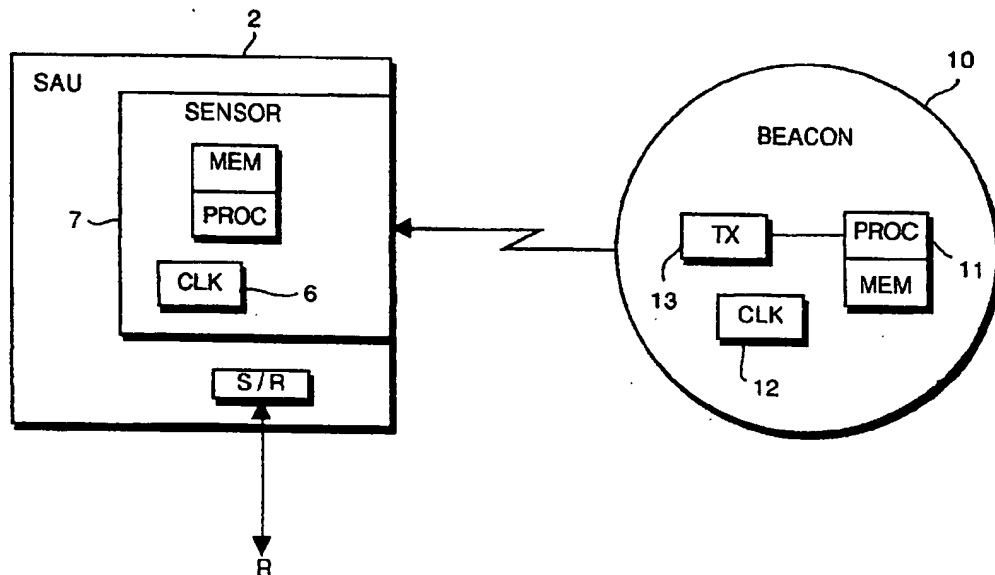 2
SAU
SENSOR
MEM
PROC
7
CLK
6
S/R
R
10
BEACON
TX
PROC
MEM
11
13
CLK
12